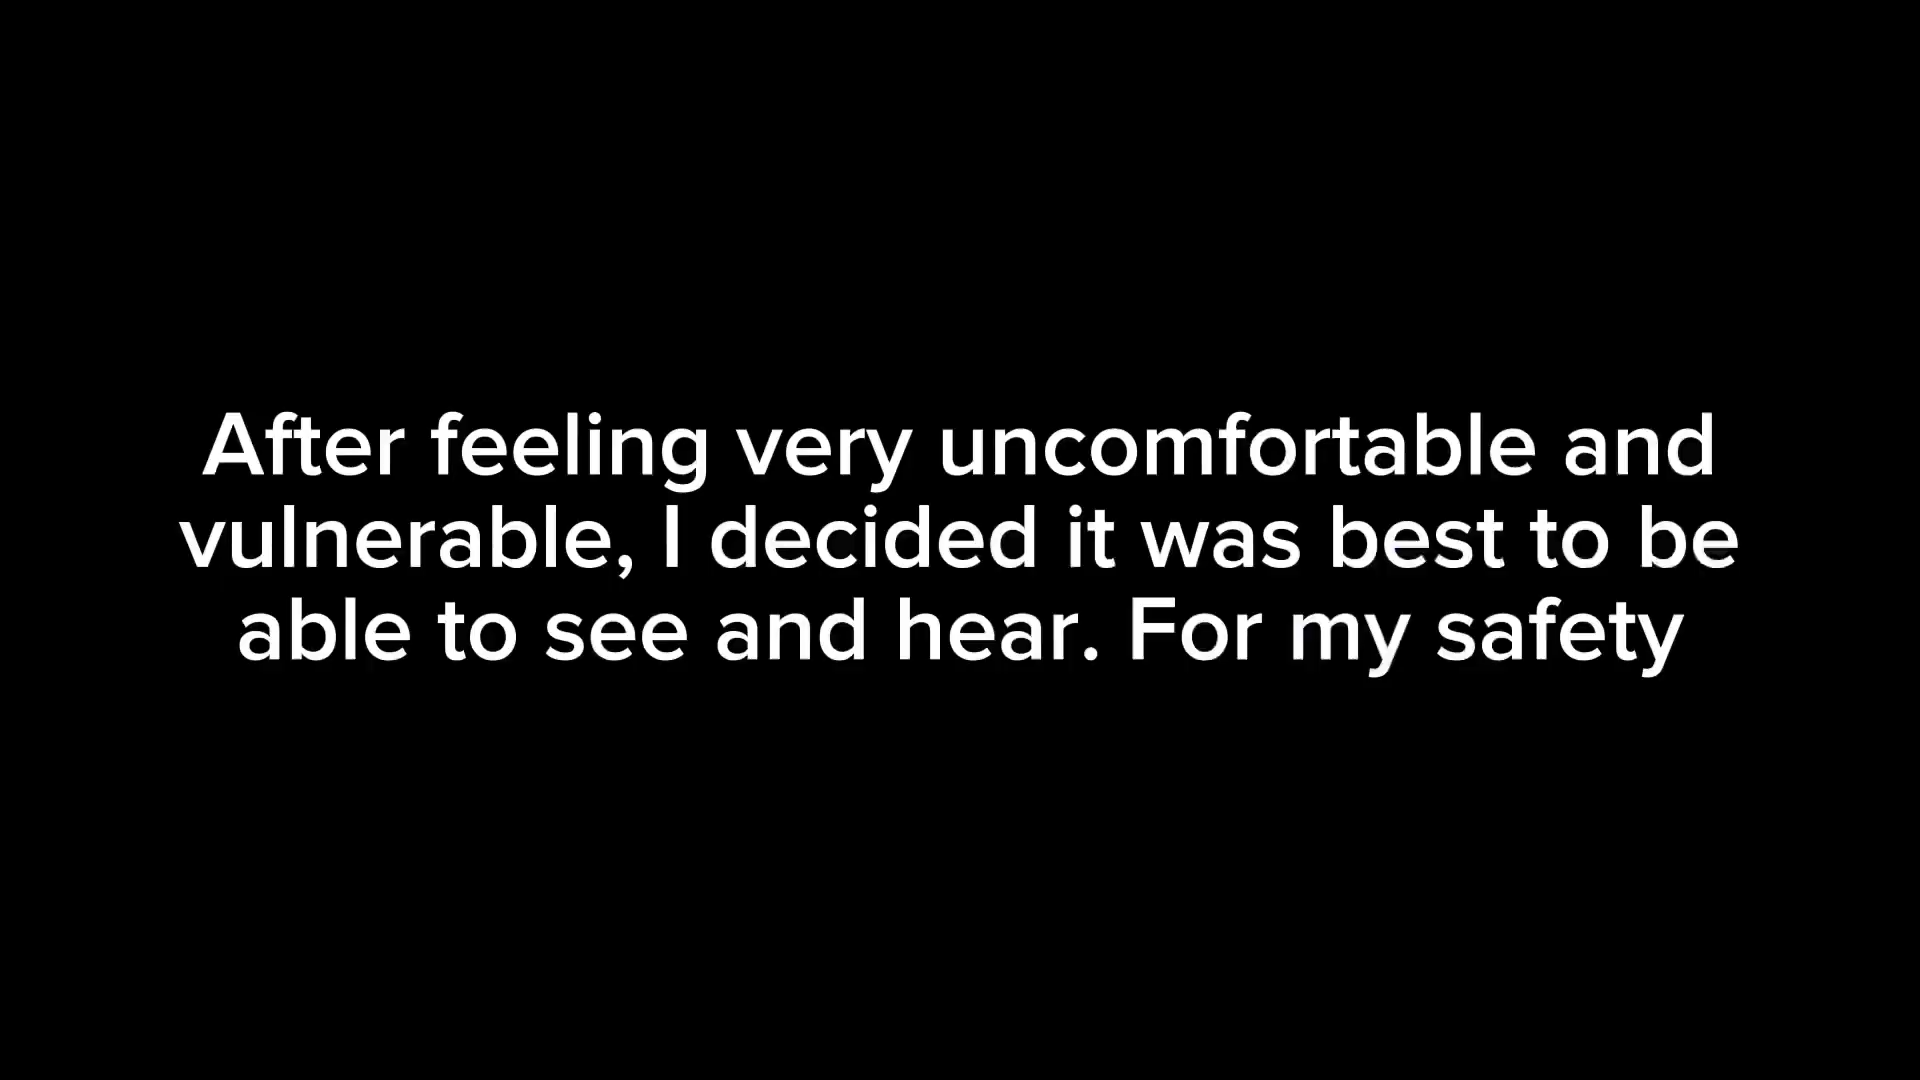 After feeling very uncomfortable and
vulnerable, I decided it was best to be
able to see and hear. For my safety